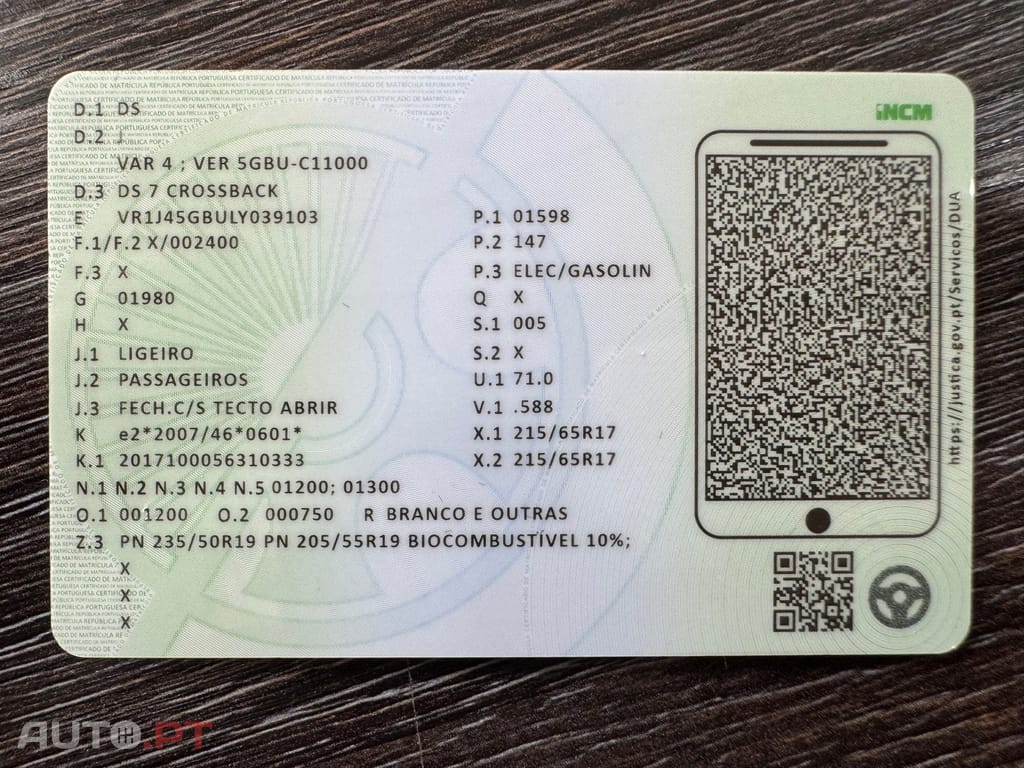 iNCM
D.1 DS
D.2 J
VAR 4 ; VER 5GBU-C11000
D.3 DS 7 CROSSBACK
E VR1J45GBULY039103
F.1/F.2 X/002400
F.3 X
G 01980
H X
J.1 LIGEIRO
J.2 PASSAGEIROS
J.3 FECH.C/S TECTO ABRIR
K e2*2007/46*0601*
K.1 2017100056310333
P.1 01598
P.2 147
P.3 ELEC/GASOLIN
Q X
S.1 005
S.2 X
U.1 71.0
V.1 .588
X.1 215/65R17
X.2 215/65R17
N.1 N.2 N.3 N.4 N.5 01200; 01300
O.1 001200 O.2 000750 R BRANCO E OUTRAS
Z.3 PN 235/50R19 PN 205/55R19 BIOCOMBUSTÍVEL 10%;
X
X
X
https://justica.gov.pt/Servicos/DUA
AUTO.PT